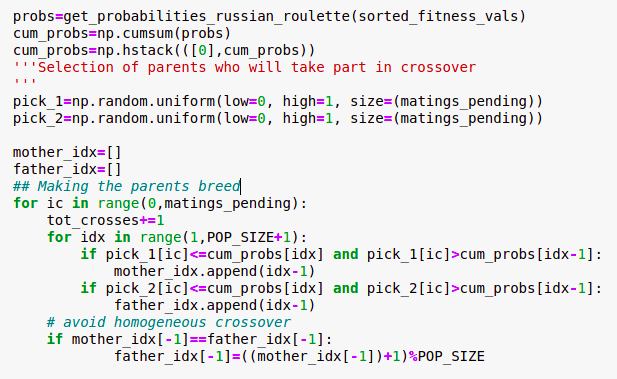 probs=get_probabilities_russian_roulette(sorted_fitness_vals)
cum_probs=np.cumsum(probs)
cum_probs=np.hstack(([0],cum_probs))
'''Selection of parents who will take part in crossover
'''
pick_1=np.random.uniform(low=0, high=1, size=(matings_pending))
pick_2=np.random.uniform(low=0, high=1, size=(matings_pending))

mother_idx=[]
father_idx=[]
## Making the parents breed
for ic in range(0,matings_pending):
    tot_crosses+=1
    for idx in range(1,POP_SIZE+1):
        if pick_1[ic]<=cum_probs[idx] and pick_1[ic]>cum_probs[idx-1]:
            mother_idx.append(idx-1)
        if pick_2[ic]<=cum_probs[idx] and pick_2[ic]>cum_probs[idx-1]:
            father_idx.append(idx-1)
    # avoid homogeneous crossover
    if mother_idx[-1]==father_idx[-1]:
            father_idx[-1]=((mother_idx[-1])+1)%POP_SIZE